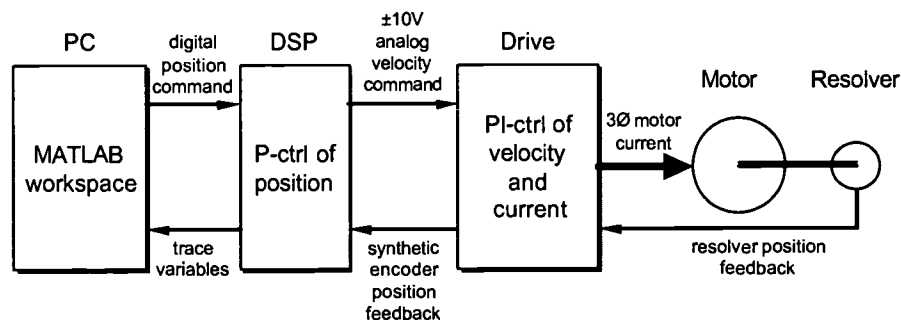 PC
digital
position
command
DSP
±10V
analog
velocity
command
Drive
Motor
Resolver
MATLAB
workspace
P-ctrl of
position
PI-ctrl of
velocity
and
current
3Ø motor
current
trace
variables
synthetic
encoder
position
feedback
resolver position
feedback